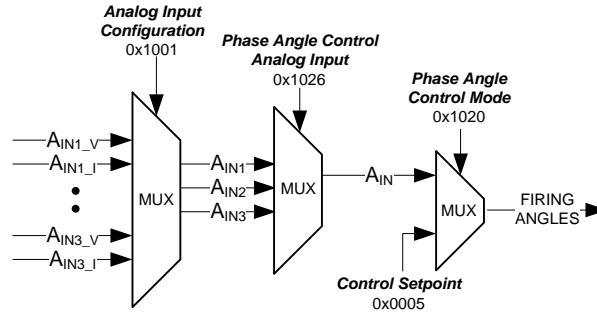 Analog Input
Configuration
0x1001
Phase Angle Control
Analog Input
0x1026
Phase Angle
Control Mode
0x1020
AIN1_V
AIN1_I
AIN3_V
AIN3_I
MUX
AIN1
AIN2
AIN3
MUX
AIN
MUX
FIRING
ANGLES
Control Setpoint
0x0005